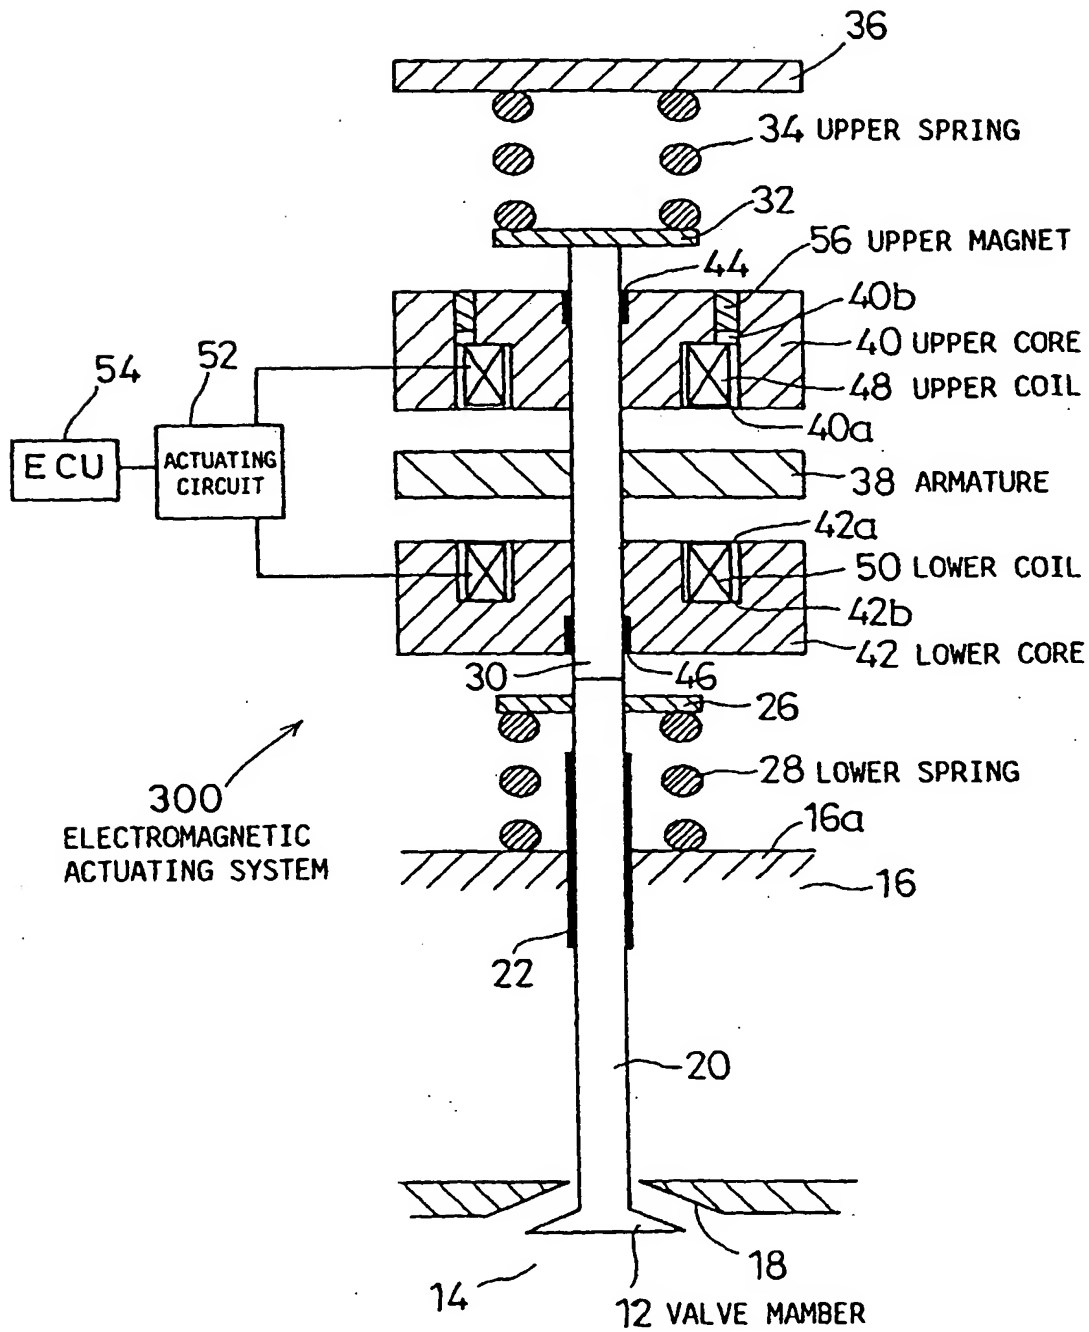 36
34 UPPER SPRING
32
56 UPPER MAGNET
44
40b
40 UPPER CORE
54
52
48 UPPER COIL
40a
ECU
ACTUATING
CIRCUIT
38 ARMATURE
42a
50 LOWER COIL
42b
42 LOWER CORE
30
46
26
28 LOWER SPRING
300
ELECTROMAGNETIC
ACTUATING SYSTEM
16a
16
22
20
18
14
12 VALVE MAMBER